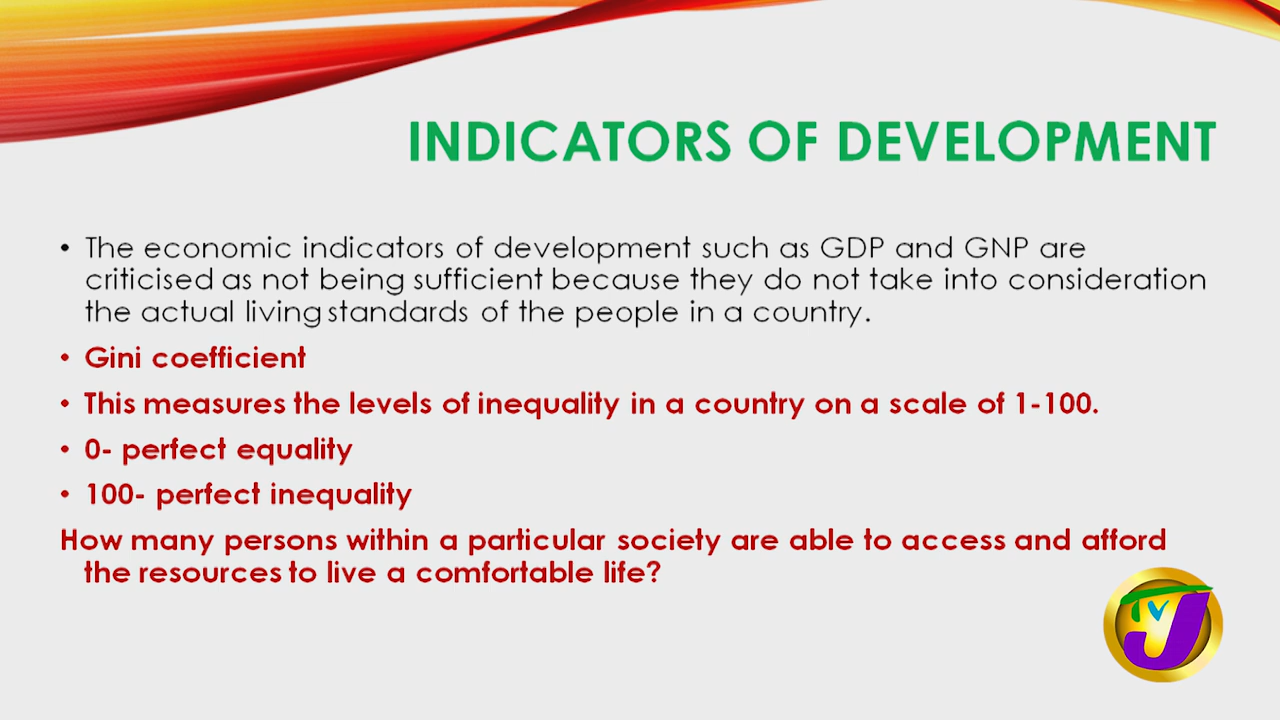 INDICATORS OF DEVELOPMENT
• The economic indicators of development such as GDP and GNP are
criticised as not being sufficient because they do not take into consideration
the actual living standards of the people in a country.
• Gini coefficient
• This measures the levels of inequality in a country on a scale of 1-100.
• 0- perfect equality
• 100- perfect inequality
How many persons within a particular society are able to access and afford
the resources to live a comfortable life?
TVJ